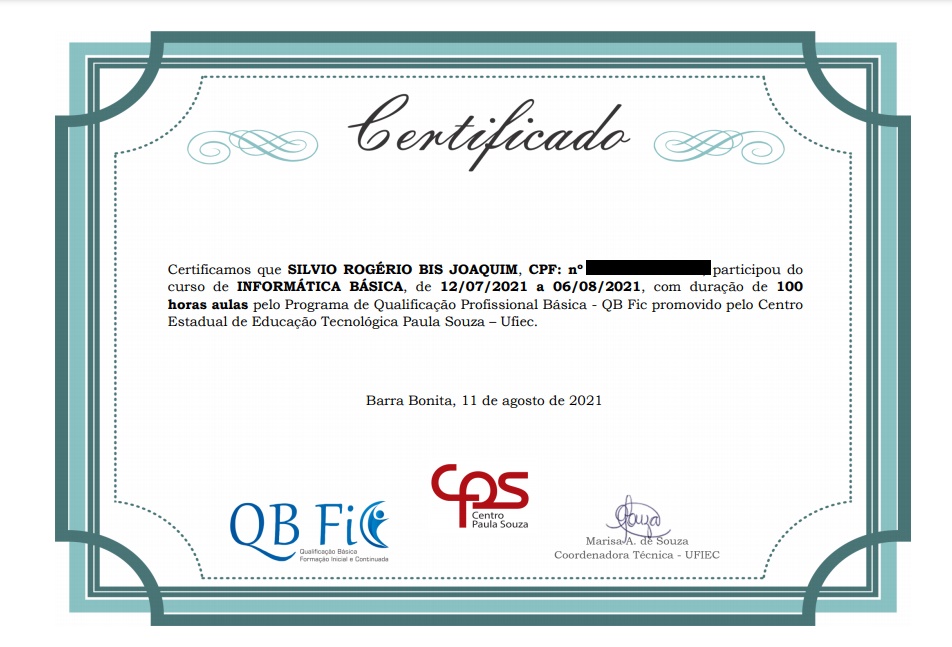 Certificado
Certificamos que SILVIO ROGÉRIO BIS JOAQUIM, CPF: nº participou do
curso de INFORMÁTICA BÁSICA, de 12/07/2021 a 06/08/2021, com duração de 100
horas aulas pelo Programa de Qualificação Profissional Básica - QB Fic promovido pelo Centro
Estadual de Educação Tecnológica Paula Souza – Ufiec.
Barra Bonita, 11 de agosto de 2021
QB Fic
Qualificação Básica
Formação Inicial e Continuada
cps
Centro
Paula Souza
Marisa A. de Souza
Coordenadora Técnica - UFIEC